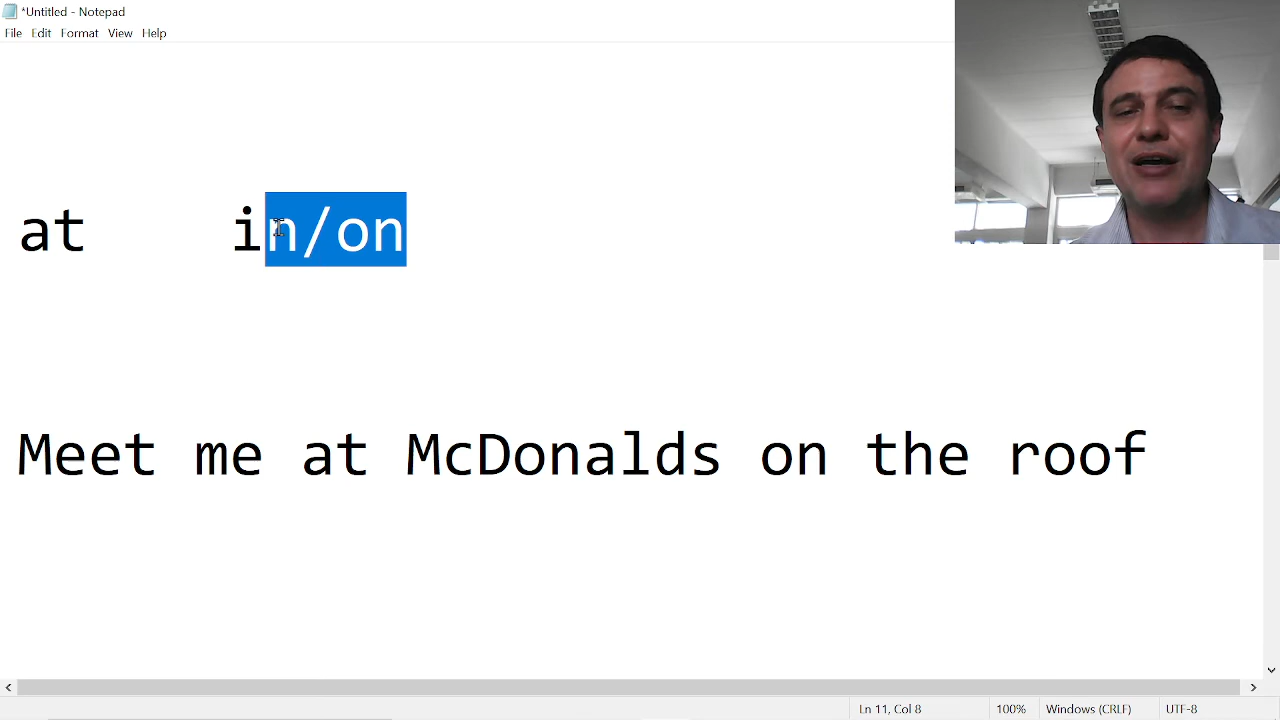 *Untitled - Notepad
File Edit Format View Help
at in/on
Meet me at McDonalds on the roof
Ln 11, Col 8 100% Windows (CRLF) UTF-8